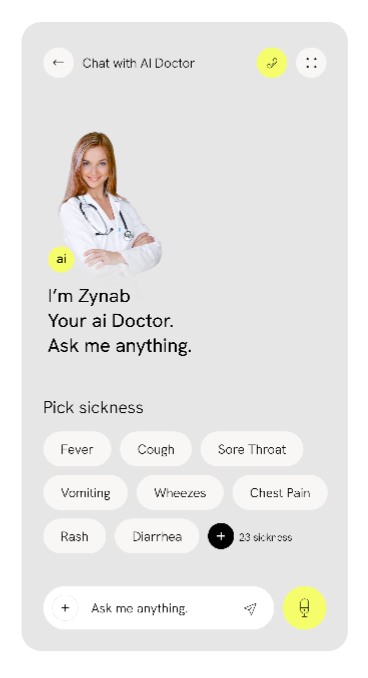 Chat with AI Doctor
ai
I'm Zynab
Your ai Doctor.
Ask me anything.
Pick sickness
Fever Cough Sore Throat
Vomiting Wheezes Chest Pain
Rash Diarrhea + 23 sickness
+ Ask me anything.